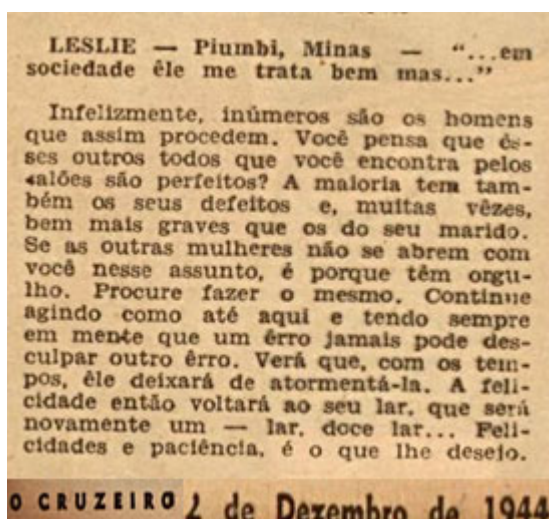 LESLIE — Piumbi, Minas — “...em
sociedade êle me trata bem mas...”
Infelizmente, inúmeros são os homens
que assim procedem. Você pensa que ês-
ses outros todos que você encontra pelos
salões são perfeitos? A maioria tem tam-
bém os seus defeitos e, muitas vêzes,
bem mais graves que os do seu marido.
Se as outras mulheres não se abrem com
você nesse assunto, é porque têm orgu-
lho. Procure fazer o mesmo. Continue
agindo como até aqui e tendo sempre
em mente que um êrro jamais pode des-
culpar outro êrro. Verá que, com os tem-
pos, êle deixará de atormentá-la. A feli-
cidade então voltará ao seu lar, que será
novamente um — lar, doce lar... Feli-
cidades e paciência, é o que lhe desejo.
O CRUZEIRO 2 de Dezembro de 1944